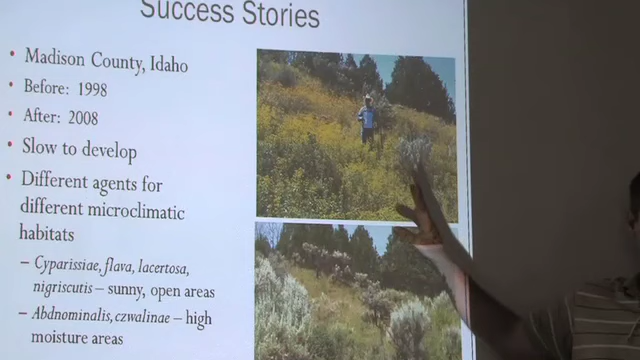 Success Stories
• Madison County, Idaho
• Before: 1998
• After: 2008
• Slow to develop
• Different agents for
different microclimatic
habitats
– Cyparissiae, flava, lacertosa,
nigriscutis – sunny, open areas
– Abdnominalis, czwalinae – high
moisture areas